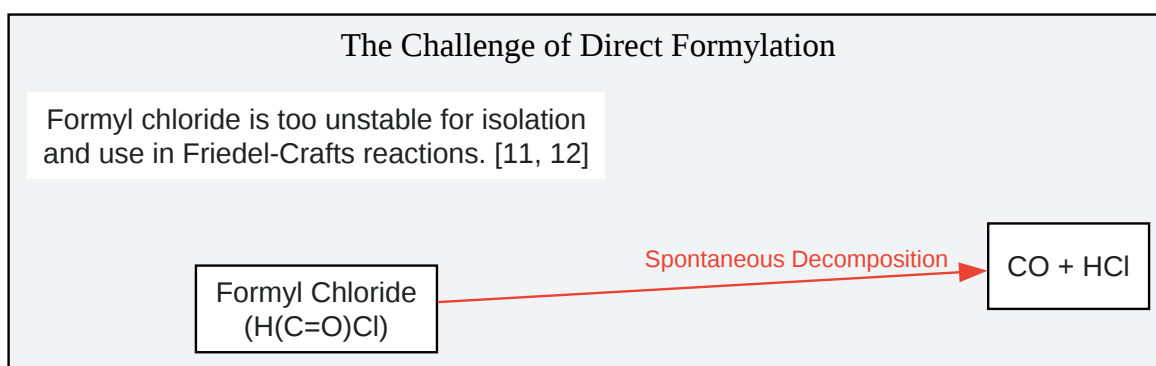 The Challenge of Direct Formylation
Formyl chloride is too unstable for isolation
and use in Friedel-Crafts reactions. [11, 12]
Spontaneous Decomposition
CO + HCl
Formyl Chloride
(H(C=O)Cl)